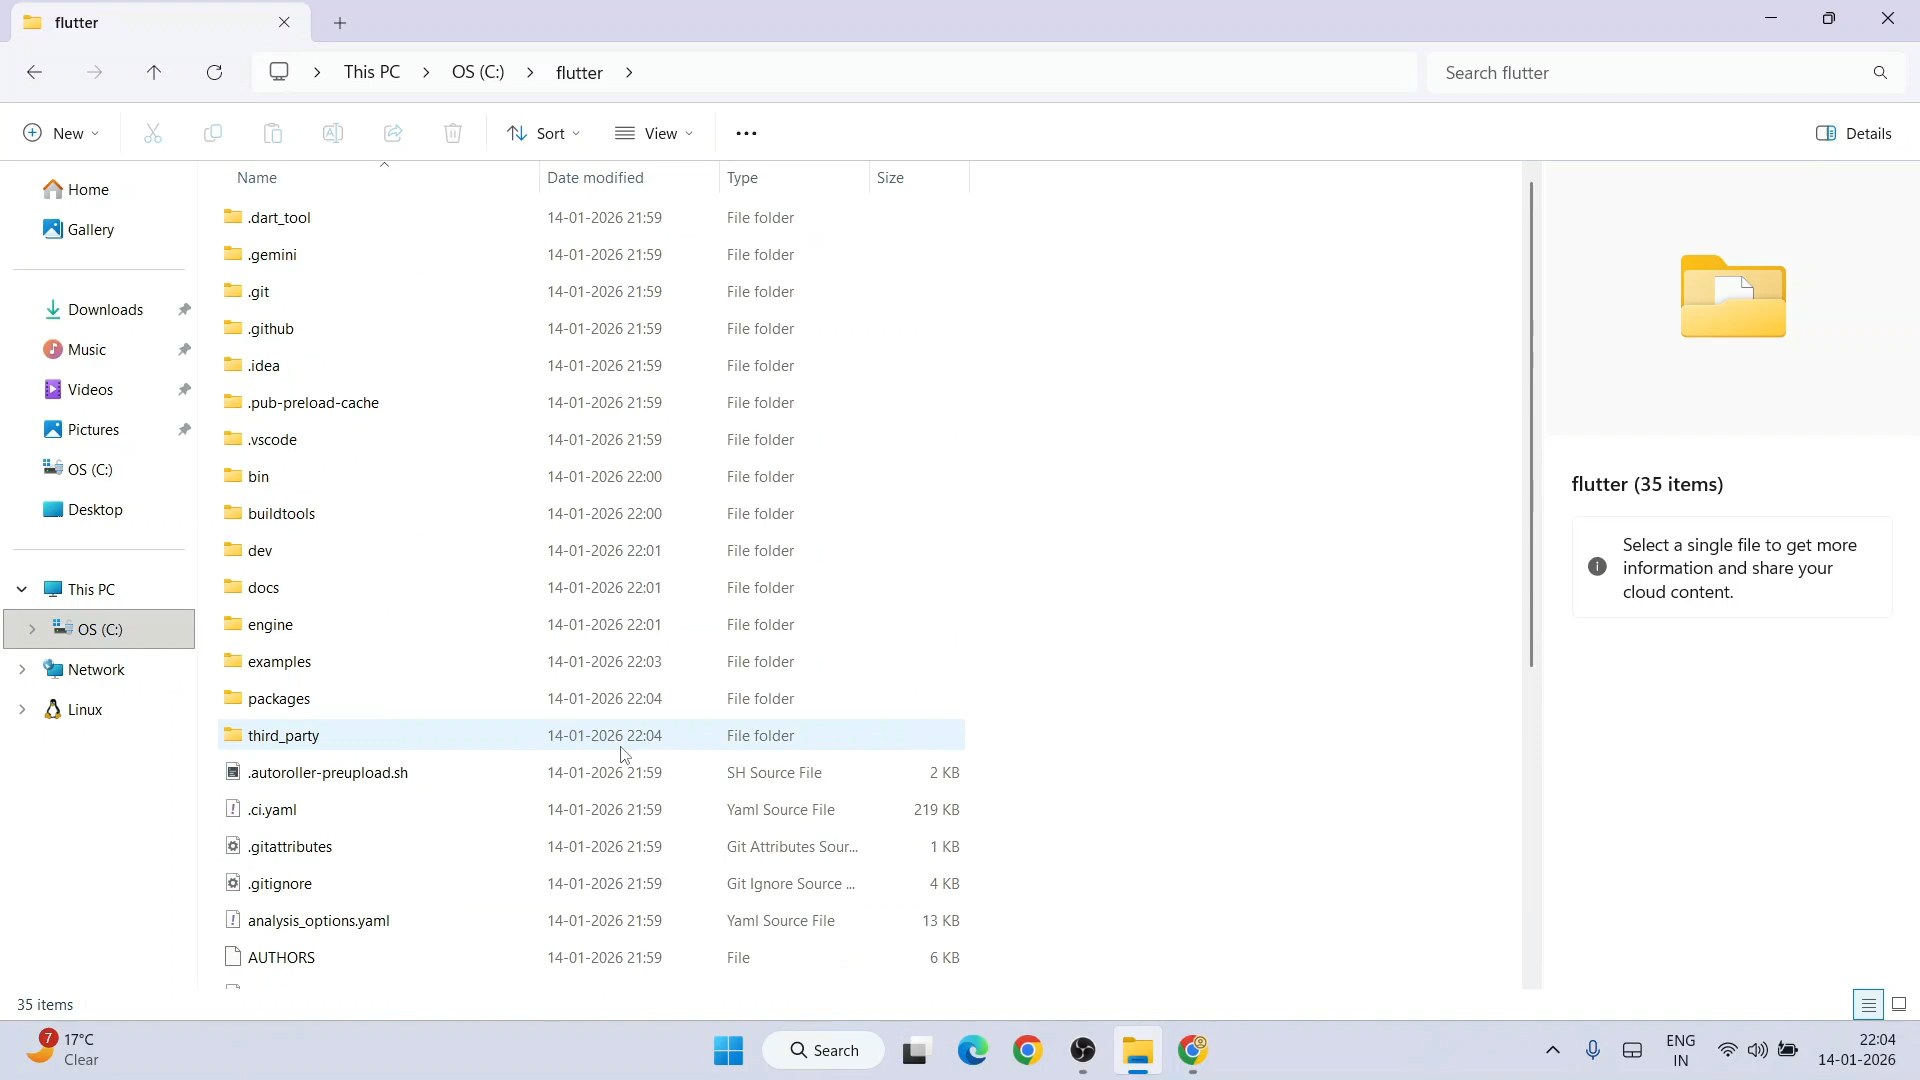 flutter
This PC > OS (C:) > flutter >
Search flutter
New
Sort
View
Details
Name Date modified Type Size
Home
Gallery
Downloads
Music
Videos
Pictures
OS (C:)
Desktop
This PC
OS (C:)
Network
Linux
.dart_tool 14-01-2026 21:59 File folder
.gemini 14-01-2026 21:59 File folder
.git 14-01-2026 21:59 File folder
.github 14-01-2026 21:59 File folder
.idea 14-01-2026 21:59 File folder
.pub-preload-cache 14-01-2026 21:59 File folder
.vscode 14-01-2026 21:59 File folder
bin 14-01-2026 22:00 File folder
buildtools 14-01-2026 22:00 File folder
dev 14-01-2026 22:01 File folder
docs 14-01-2026 22:01 File folder
engine 14-01-2026 22:01 File folder
examples 14-01-2026 22:03 File folder
packages 14-01-2026 22:04 File folder
third_party 14-01-2026 22:04 File folder
.autoroller-preupload.sh 14-01-2026 21:59 SH Source File 2 KB
.ci.yaml 14-01-2026 21:59 Yaml Source File 219 KB
.gitattributes 14-01-2026 21:59 Git Attributes Sour... 1 KB
.gitignore 14-01-2026 21:59 Git Ignore Source ... 4 KB
analysis_options.yaml 14-01-2026 21:59 Yaml Source File 13 KB
AUTHORS 14-01-2026 21:59 File 6 KB
flutter (35 items)
Select a single file to get more
information and share your
cloud content.
35 items
7
17°C
Clear
Search
ENG
IN
22:04
14-01-2026